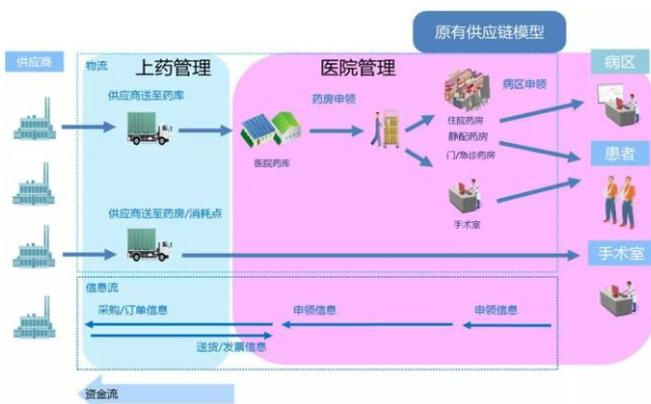 原有供应链模型
供应商
物流
上药管理
医院管理
病区
供应商送至药库
药房申领
病区申领
住院药房
静配药房
门/急诊药房
医院药库
患者
手术室
供应商送至药房/消耗点
手术室
信息流
采购/订单信息
申领信息
申领信息
送货/发票信息
资金流